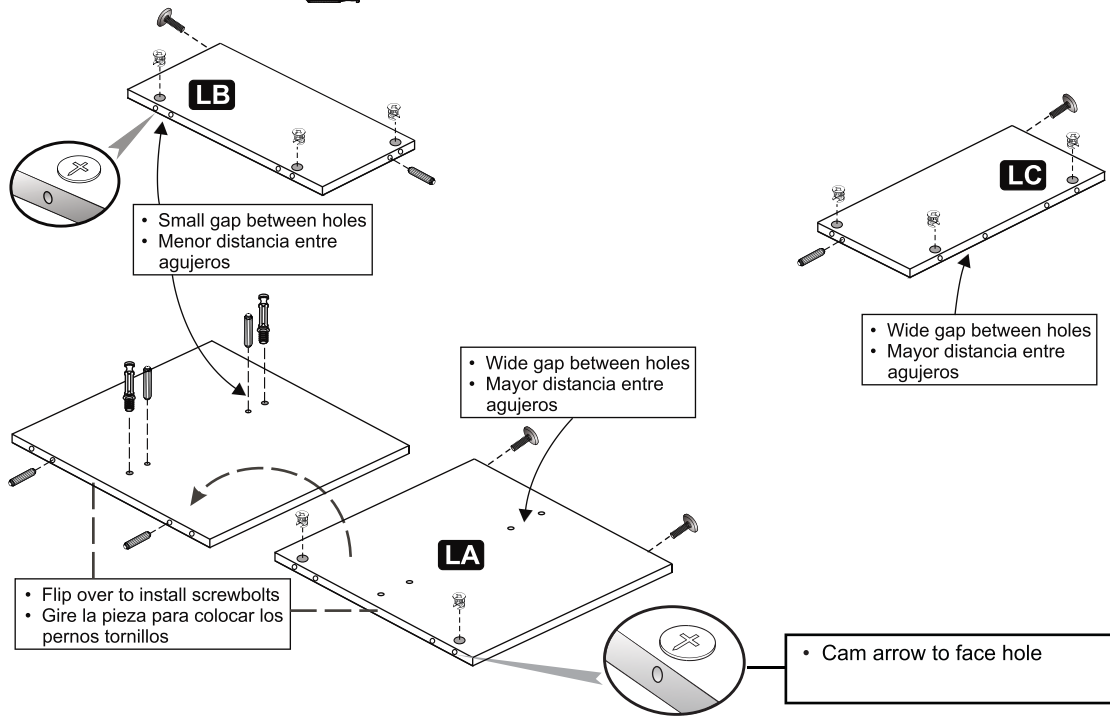 LB
LC
• Small gap between holes
• Menor distancia entre
agujeros
• Wide gap between holes
• Mayor distancia entre
agujeros
• Wide gap between holes
• Mayor distancia entre
agujeros
LA
• Flip over to install screwbolts
• Gire la pieza para colocar los
pernos tornillos
• Cam arrow to face hole